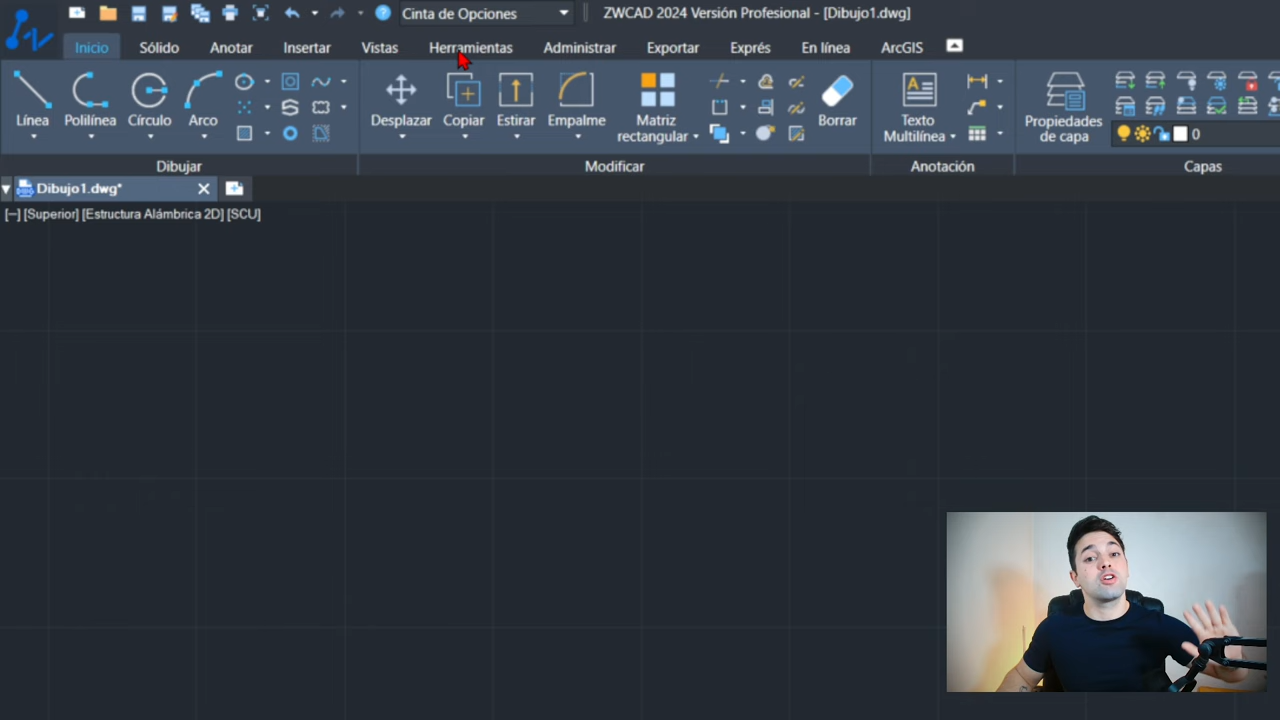 Cinta de Opciones
ZWCAD 2024 Versión Profesional - [Dibujo1.dwg]
Inicio Sólido Anotar Insertar Vistas Herramientas Administrar Exportar Exprés En línea ArcGIS
Línea Polilínea Círculo Arco Desplazar Copiar Estirar Empalme Matriz rectangular Borrar Texto Multilínea Propiedades de capa 0
Dibujar Modificar Anotación Capas
Dibujo1.dwg*
[−] [Superior] [Estructura Alámbrica 2D] [SCU]